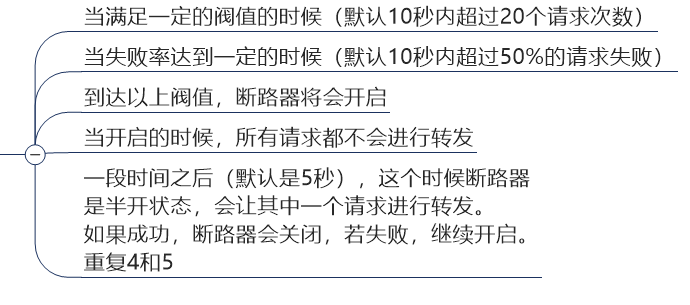 当满足一定的阀值的时候（默认10秒内超过20个请求次数）
当失败率达到一定的时候（默认10秒内超过50%的请求失败）
到达以上阀值，断路器将会开启
当开启的时候，所有请求都不会进行转发
一段时间之后（默认是5秒），这个时候断路器
是半开状态，会让其中一个请求进行转发。
如果成功，断路器会关闭，若失败，继续开启。
重复4和5